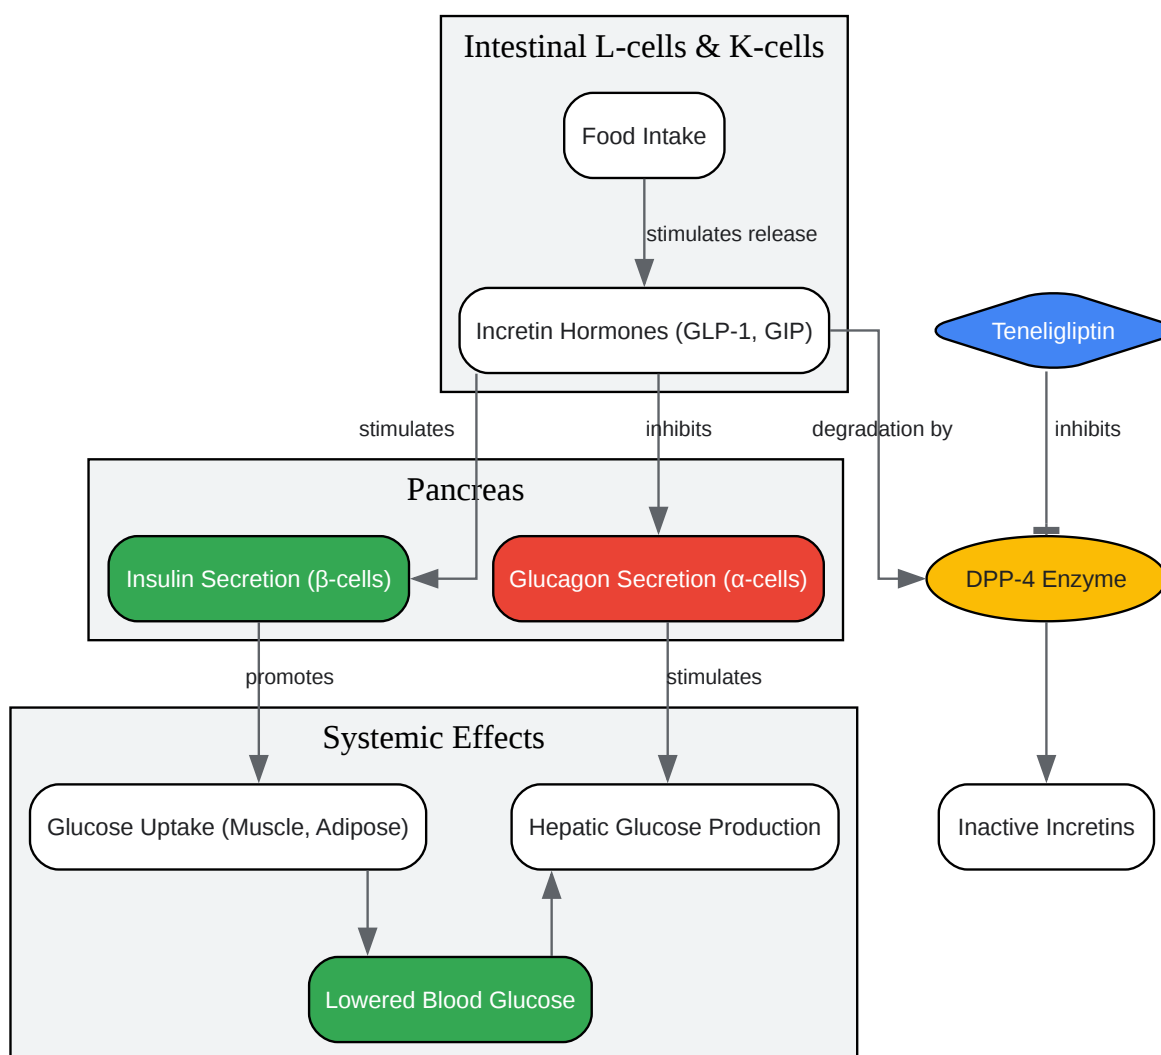 Intestinal L-cells & K-cells
Food Intake
stimulates release
Incretin Hormones (GLP-1, GIP)
Teneligliptin
stimulates
inhibits
degradation by
inhibits
Pancreas
Insulin Secretion (β-cells)
Glucagon Secretion (α-cells)
DPP-4 Enzyme
promotes
stimulates
Systemic Effects
Glucose Uptake (Muscle, Adipose)
Hepatic Glucose Production
Inactive Incretins
Lowered Blood Glucose